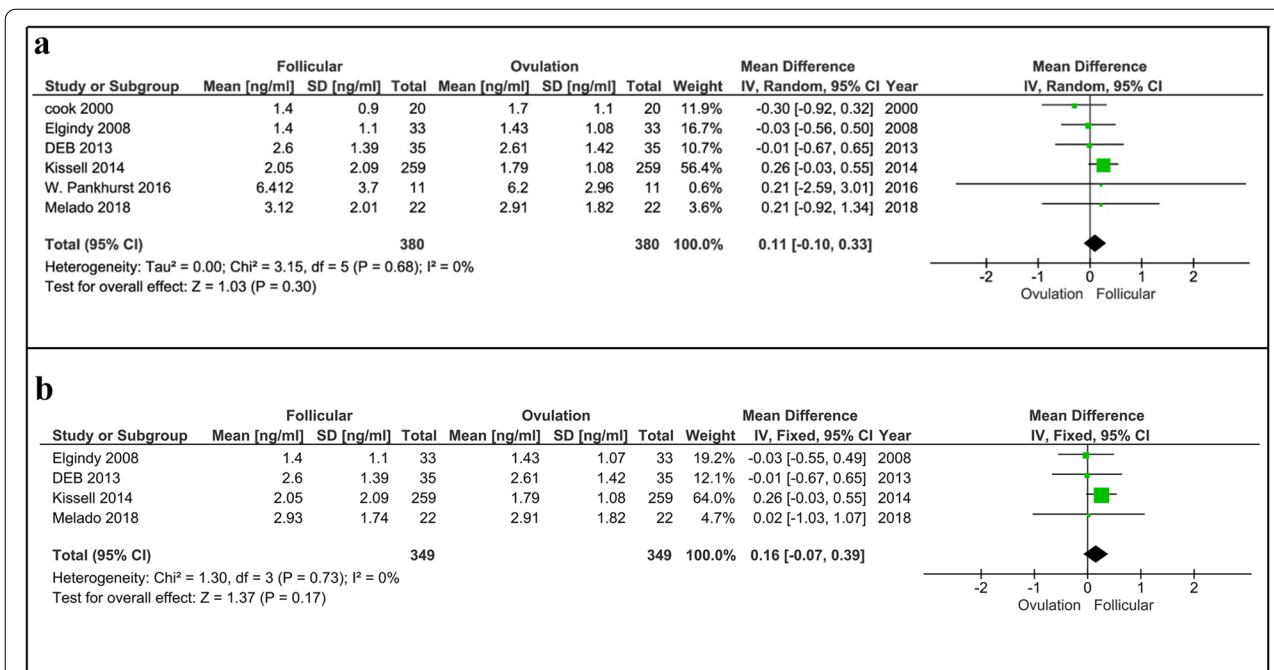 a
Follicular Ovulation Mean Difference Mean Difference
Study or Subgroup Mean [ng/ml] SD [ng/ml] Total Mean [ng/ml] SD [ng/ml] Total Weight IV, Random, 95% CI Year IV, Random, 95% CI
cook 2000 1.4 0.9 20 1.7 1.1 20 11.9% -0.30 [-0.92, 0.32] 2000
Elgindy 2008 1.4 1.1 33 1.43 1.08 33 16.7% -0.03 [-0.56, 0.50] 2008
DEB 2013 2.6 1.39 35 2.61 1.42 35 10.7% -0.01 [-0.67, 0.65] 2013
Kissell 2014 2.05 2.09 259 1.79 1.08 259 56.4% 0.26 [-0.03, 0.55] 2014
W. Pankhurst 2016 6.412 3.7 11 6.2 2.96 11 0.6% 0.21 [-2.59, 3.01] 2016
Melado 2018 3.12 2.01 22 2.91 1.82 22 3.6% 0.21 [-0.92, 1.34] 2018
Total (95% CI) 380 380 100.0% 0.11 [-0.10, 0.33]
Heterogeneity: Tau² = 0.00; Chi² = 3.15, df = 5 (P = 0.68); I² = 0%
Test for overall effect: Z = 1.03 (P = 0.30)
-2 -1 0 1 2
Ovulation Follicular
b
Follicular Ovulation Mean Difference Mean Difference
Study or Subgroup Mean [ng/ml] SD [ng/ml] Total Mean [ng/ml] SD [ng/ml] Total Weight IV, Fixed, 95% CI Year IV, Fixed, 95% CI
Elgindy 2008 1.4 1.1 33 1.43 1.07 33 19.2% -0.03 [-0.55, 0.49] 2008
DEB 2013 2.6 1.39 35 2.61 1.42 35 12.1% -0.01 [-0.67, 0.65] 2013
Kissell 2014 2.05 2.09 259 1.79 1.08 259 64.0% 0.26 [-0.03, 0.55] 2014
Melado 2018 2.93 1.74 22 2.91 1.82 22 4.7% 0.02 [-1.03, 1.07] 2018
Total (95% CI) 349 349 100.0% 0.16 [-0.07, 0.39]
Heterogeneity: Chi² = 1.30, df = 3 (P = 0.73); I² = 0%
Test for overall effect: Z = 1.37 (P = 0.17)
-2 -1 0 1 2
Ovulation Follicular